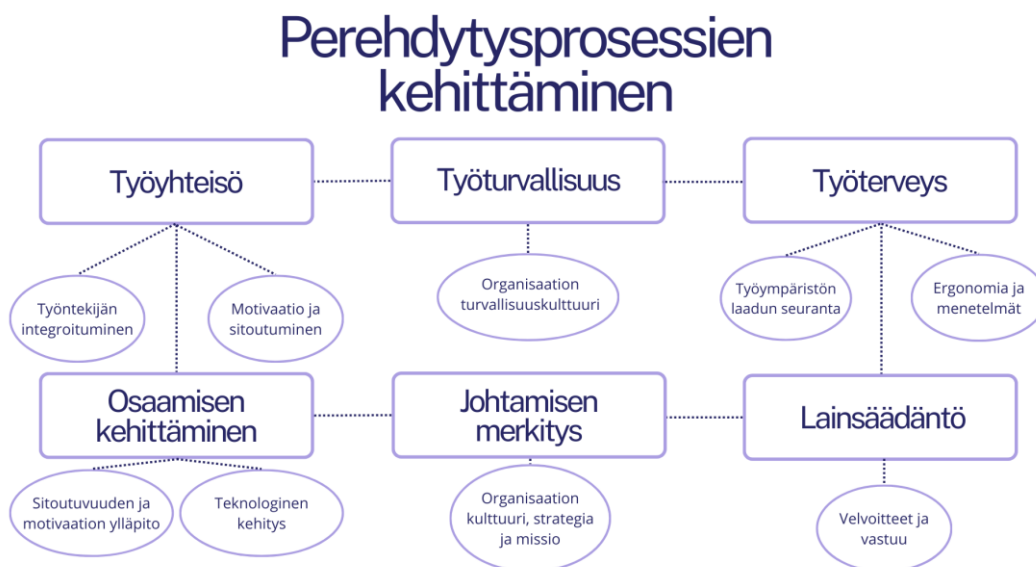 Perehdytysprosessien
kehittäminen
Työyhteisö
Työturvallisuus
Työterveys
Työntekijän
integroituminen
Motivaatio ja
sitoutuminen
Organisaation
turvallisuuskulttuuri
Työympäristön
laadun seuranta
Ergonomia ja
menetelmät
Osaamisen
kehittäminen
Johtamisen
merkitys
Lainsäädäntö
Sitoutuvuuden ja
motivaation ylläpito
Teknologinen
kehitys
Organisaation
kulttuuri, strategia
ja missio
Velvoitteet ja
vastuu